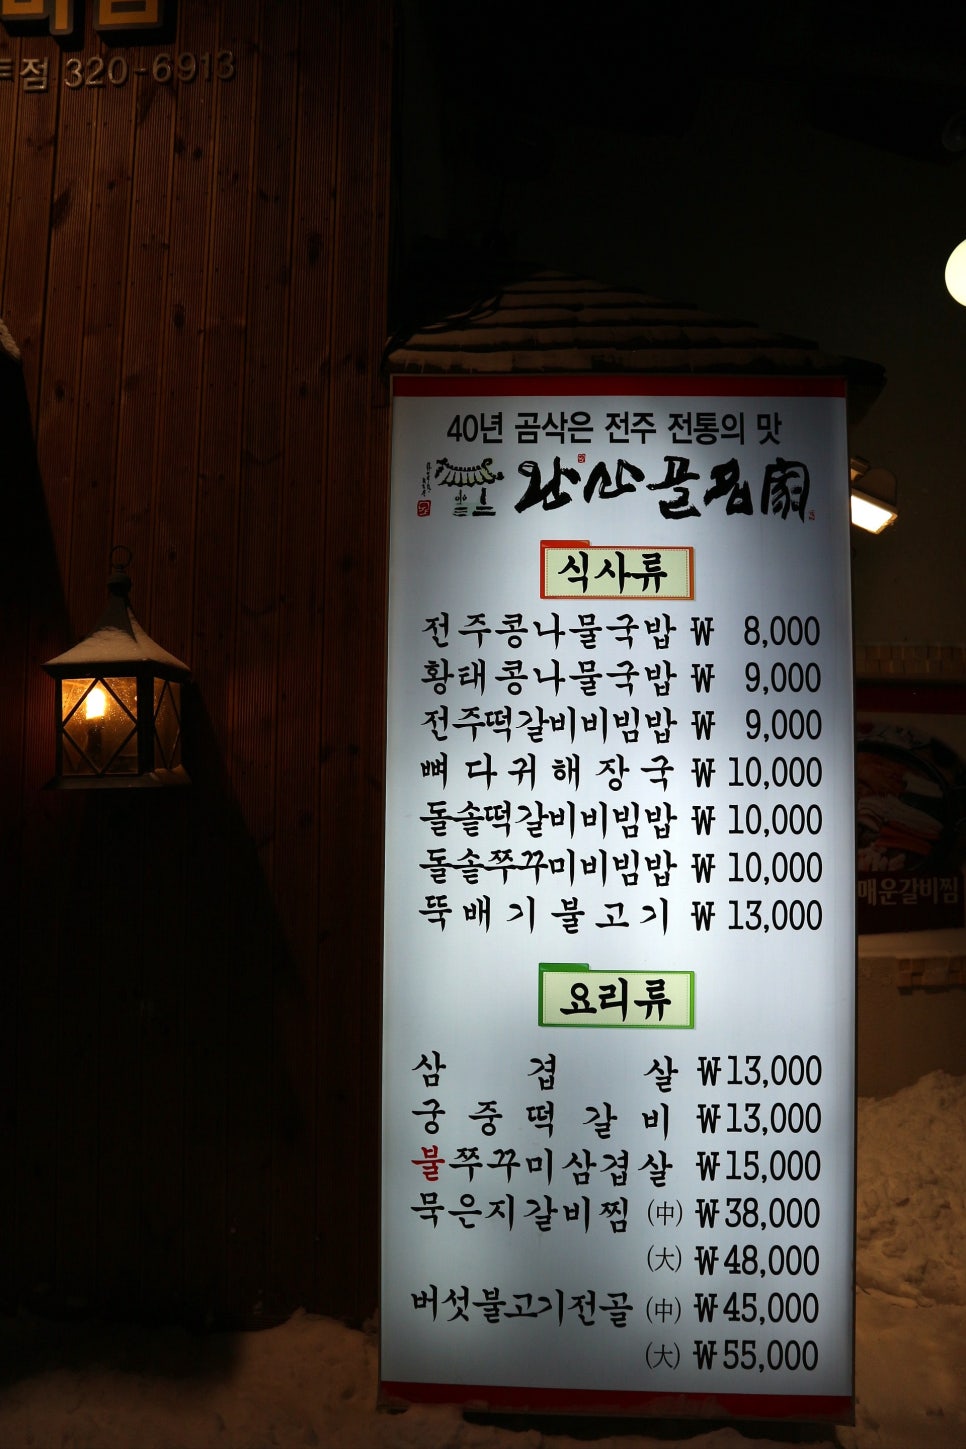 점 320-6913
40년 곰삭은 전주 전통의 맛
완산골名家
식사류
전주콩나물국밥 ₩ 8,000
황태콩나물국밥 ₩ 9,000
전주떡갈비비빔밥 ₩ 9,000
뼈다귀해장국 ₩ 10,000
돌솥떡갈비비빔밥 ₩ 10,000
돌솥쭈꾸미비빔밥 ₩ 10,000
뚝배기불고기 ₩ 13,000
매운갈비찜
요리류
삼겹살 ₩13,000
궁중떡갈비 ₩13,000
불쭈꾸미삼겹살 ₩15,000
묵은지갈비찜 (中) ₩38,000
(大) ₩48,000
버섯불고기전골 (中) ₩45,000
(大) ₩55,000